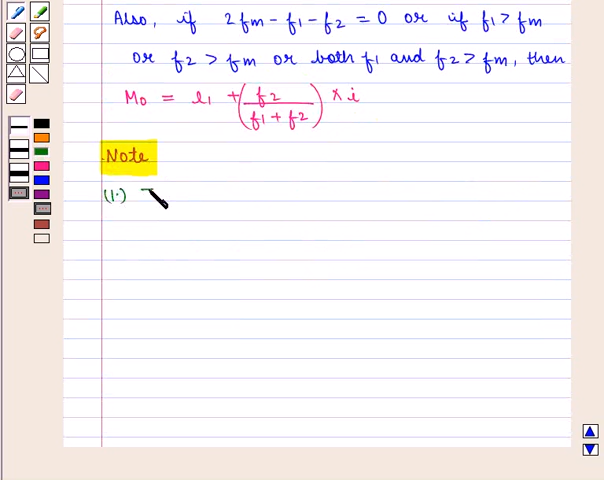 Also, if 2fm - f1 - f2 = 0 or if f1 > fm
or f2 > fm or both f1 and f2 > fm, then
Mo = l1 + (f2 / (f1 + f2)) × i
Note
(1.)